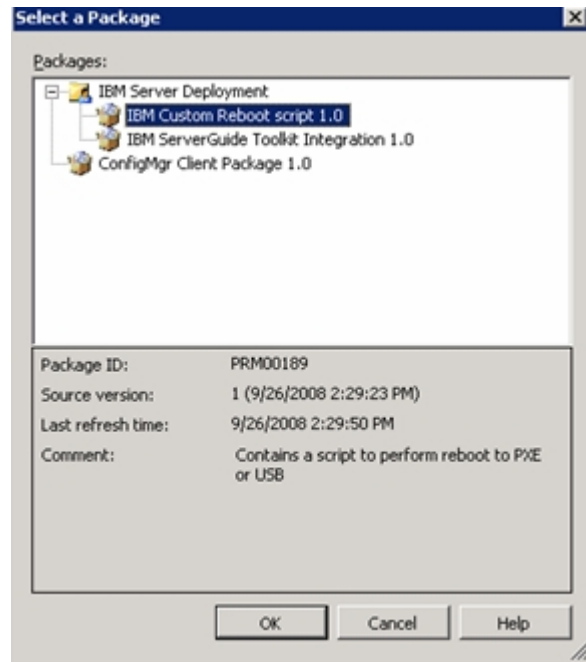 Select a Package
Packages:
IBM Server Deployment
IBM Custom Reboot script 1.0
IBM ServerGuide Toolkit Integration 1.0
ConfigMgr Client Package 1.0
Package ID: PRM00189
Source version: 1 (9/26/2008 2:29:23 PM)
Last refresh time: 9/26/2008 2:29:50 PM
Comment: Contains a script to perform reboot to PXE
or USB
OK Cancel Help